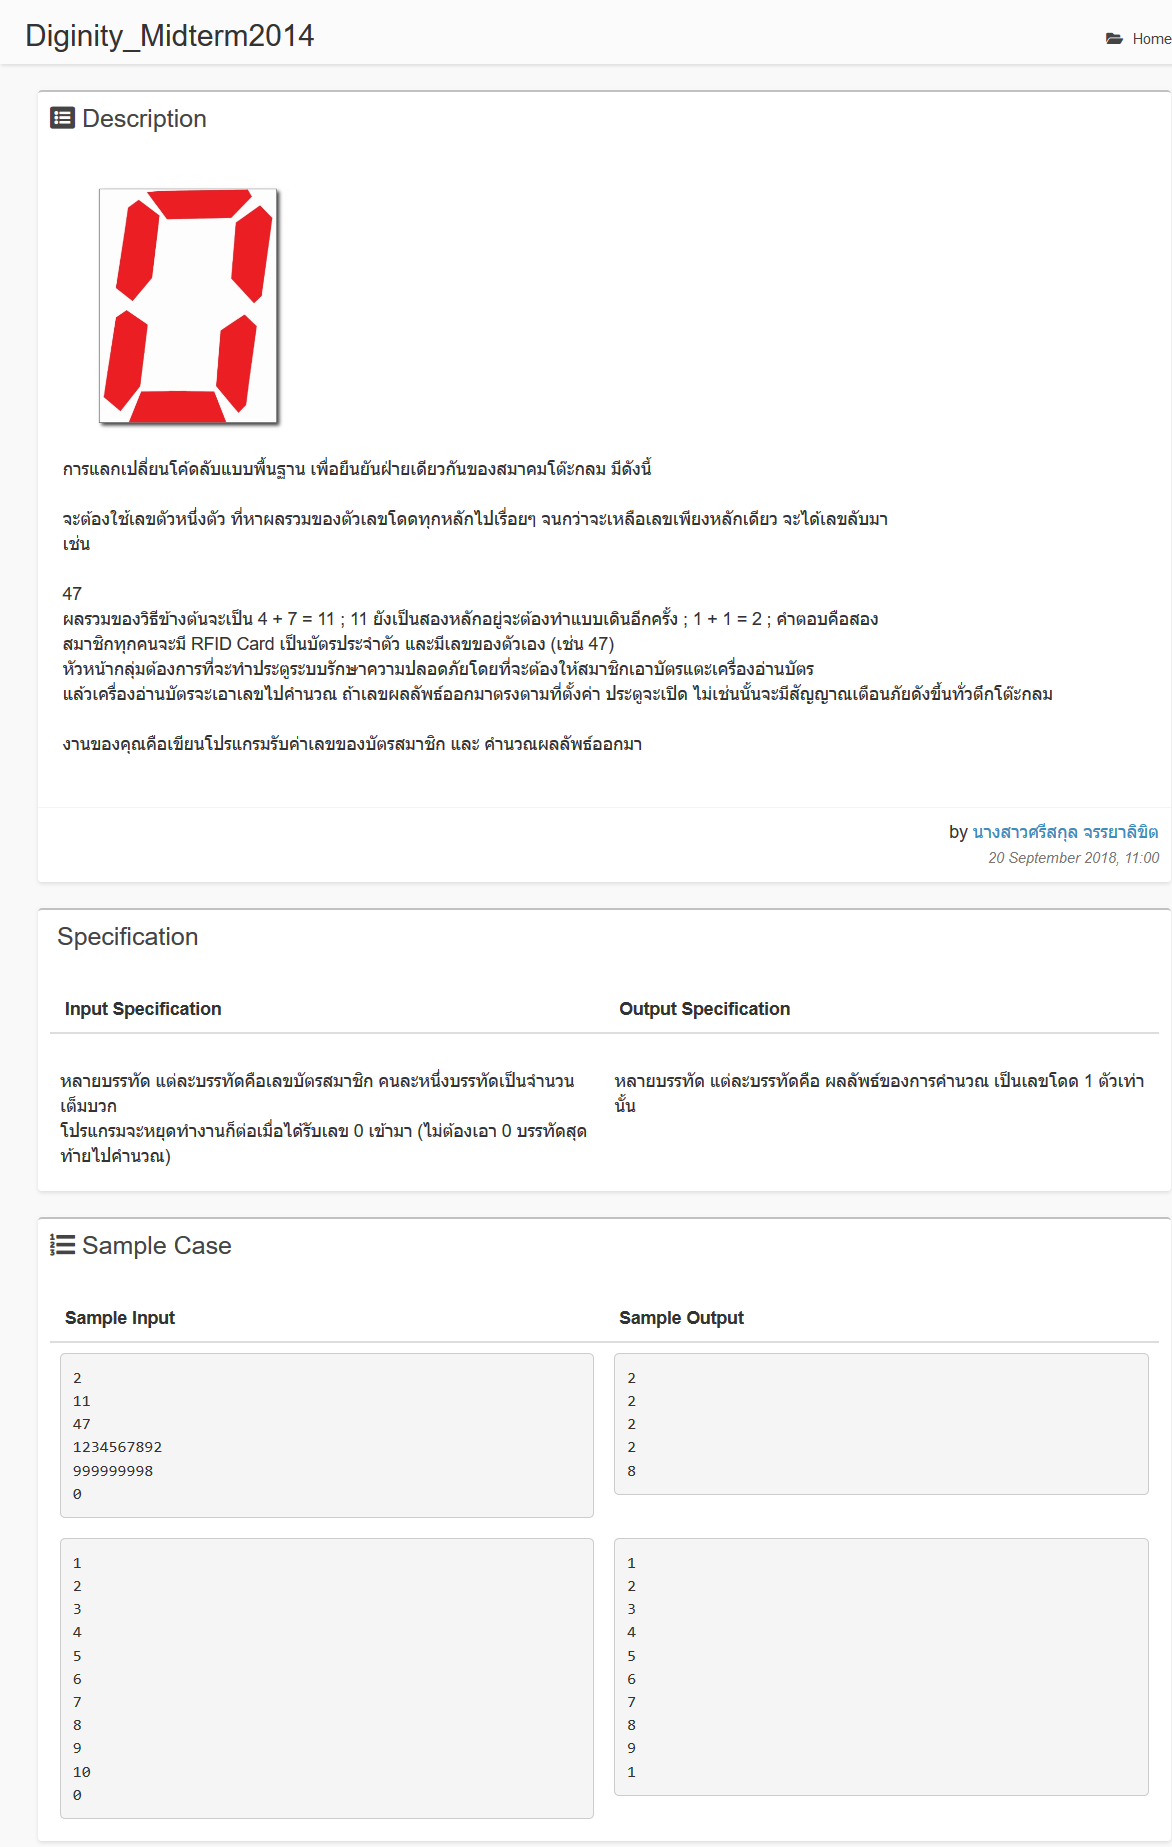 Diginity_Midterm2014
Home
Description
การแลกเปลี่ยนโค้ดลับแบบพื้นฐาน เพื่อยืนยันฝ่ายเดียวกันของสมาคมโต๊ะกลม มีดังนี้
จะต้องใช้เลขตัวหนึ่งตัว ที่หาผลรวมของตัวเลขโดดทุกหลักไปเรื่อยๆ จนกว่าจะเหลือเลขเพียงหลักเดียว จะได้เลขลับมา
เช่น
47
ผลรวมของวิธีข้างต้นจะเป็น 4 + 7 = 11 ; 11 ยังเป็นสองหลักอยู่จะต้องทำแบบเดินอีกครั้ง ; 1 + 1 = 2 ; คำตอบคือสอง
สมาชิกทุกคนจะมี RFID Card เป็นบัตรประจำตัว และมีเลขของตัวเอง (เช่น 47)
หัวหน้ากลุ่มต้องการที่จะทำประตูระบบรักษาความปลอดภัยโดยที่จะต้องให้สมาชิกเอาบัตรแตะเครื่องอ่านบัตร
แล้วเครื่องอ่านบัตรจะเอาเลขไปคำนวณ ถ้าเลขผลลัพธ์ออกมาตรงตามที่ตั้งค่า ประตูจะเปิด ไม่เช่นนั้นจะมีสัญญาณเตือนภัยดังขึ้นทั่วตึกโต๊ะกลม
งานของคุณคือเขียนโปรแกรมรับค่าเลขของบัตรสมาชิก และ คำนวณผลลัพธ์ออกมา
by นางสาวศรีสกุล จรรยาลิขิต
20 September 2018, 11:00
Specification
Input Specification
Output Specification
หลายบรรทัด แต่ละบรรทัดคือเลขบัตรสมาชิก คนละหนึ่งบรรทัดเป็นจำนวน
เต็มบวก
โปรแกรมจะหยุดทำงานก็ต่อเมื่อได้รับเลข 0 เข้ามา (ไม่ต้องเอา 0 บรรทัดสุด
ท้ายไปคำนวณ)
หลายบรรทัด แต่ละบรรทัดคือ ผลลัพธ์ของการคำนวณ เป็นเลขโดด 1 ตัวเท่า
นั้น
Sample Case
Sample Input
Sample Output
2
11
47
1234567892
999999998
0
2
2
2
2
8
1
2
3
4
5
6
7
8
9
10
0
1
2
3
4
5
6
7
8
9
1